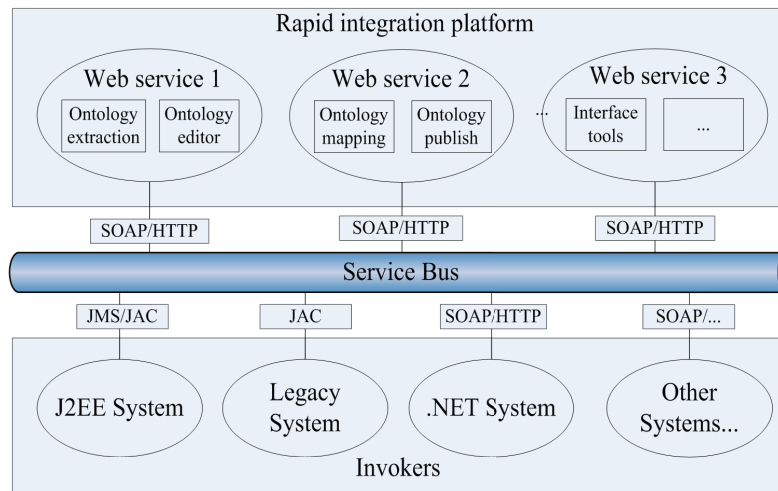 Rapid integration platform
Web service 1
Ontology
extraction
Ontology
editor
Web service 2
Ontology
mapping
Ontology
publish
...
Web service 3
Interface
tools
...
SOAP/HTTP
SOAP/HTTP
SOAP/HTTP
Service Bus
JMS/JAC
JAC
SOAP/HTTP
SOAP/...
J2EE System
Legacy
System
.NET System
Other
Systems...
Invokers